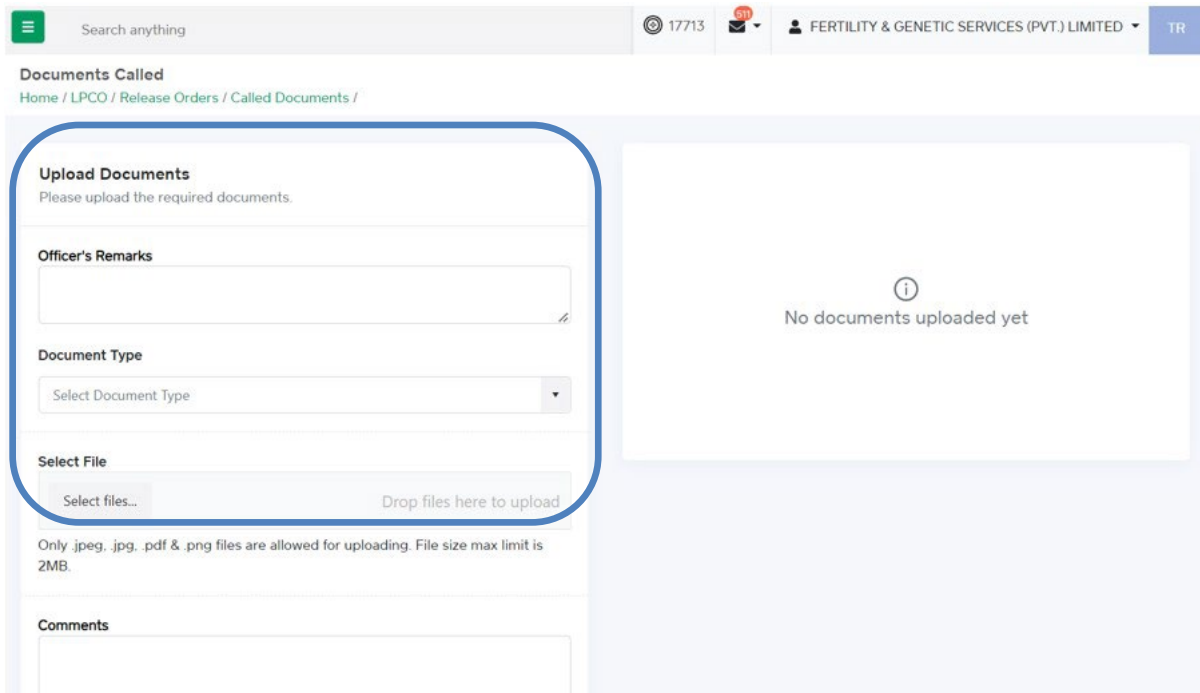 Search anything
17713
511
FERTILITY & GENETIC SERVICES (PVT.) LIMITED
TR
Documents Called
Home / LPCO / Release Orders / Called Documents /
Upload Documents
Please upload the required documents.
Officer's Remarks
Document Type
Select Document Type
Select File
Select files...
Drop files here to upload
Only .jpeg, .jpg, .pdf & .png files are allowed for uploading. File size max limit is
2MB.
Comments
No documents uploaded yet